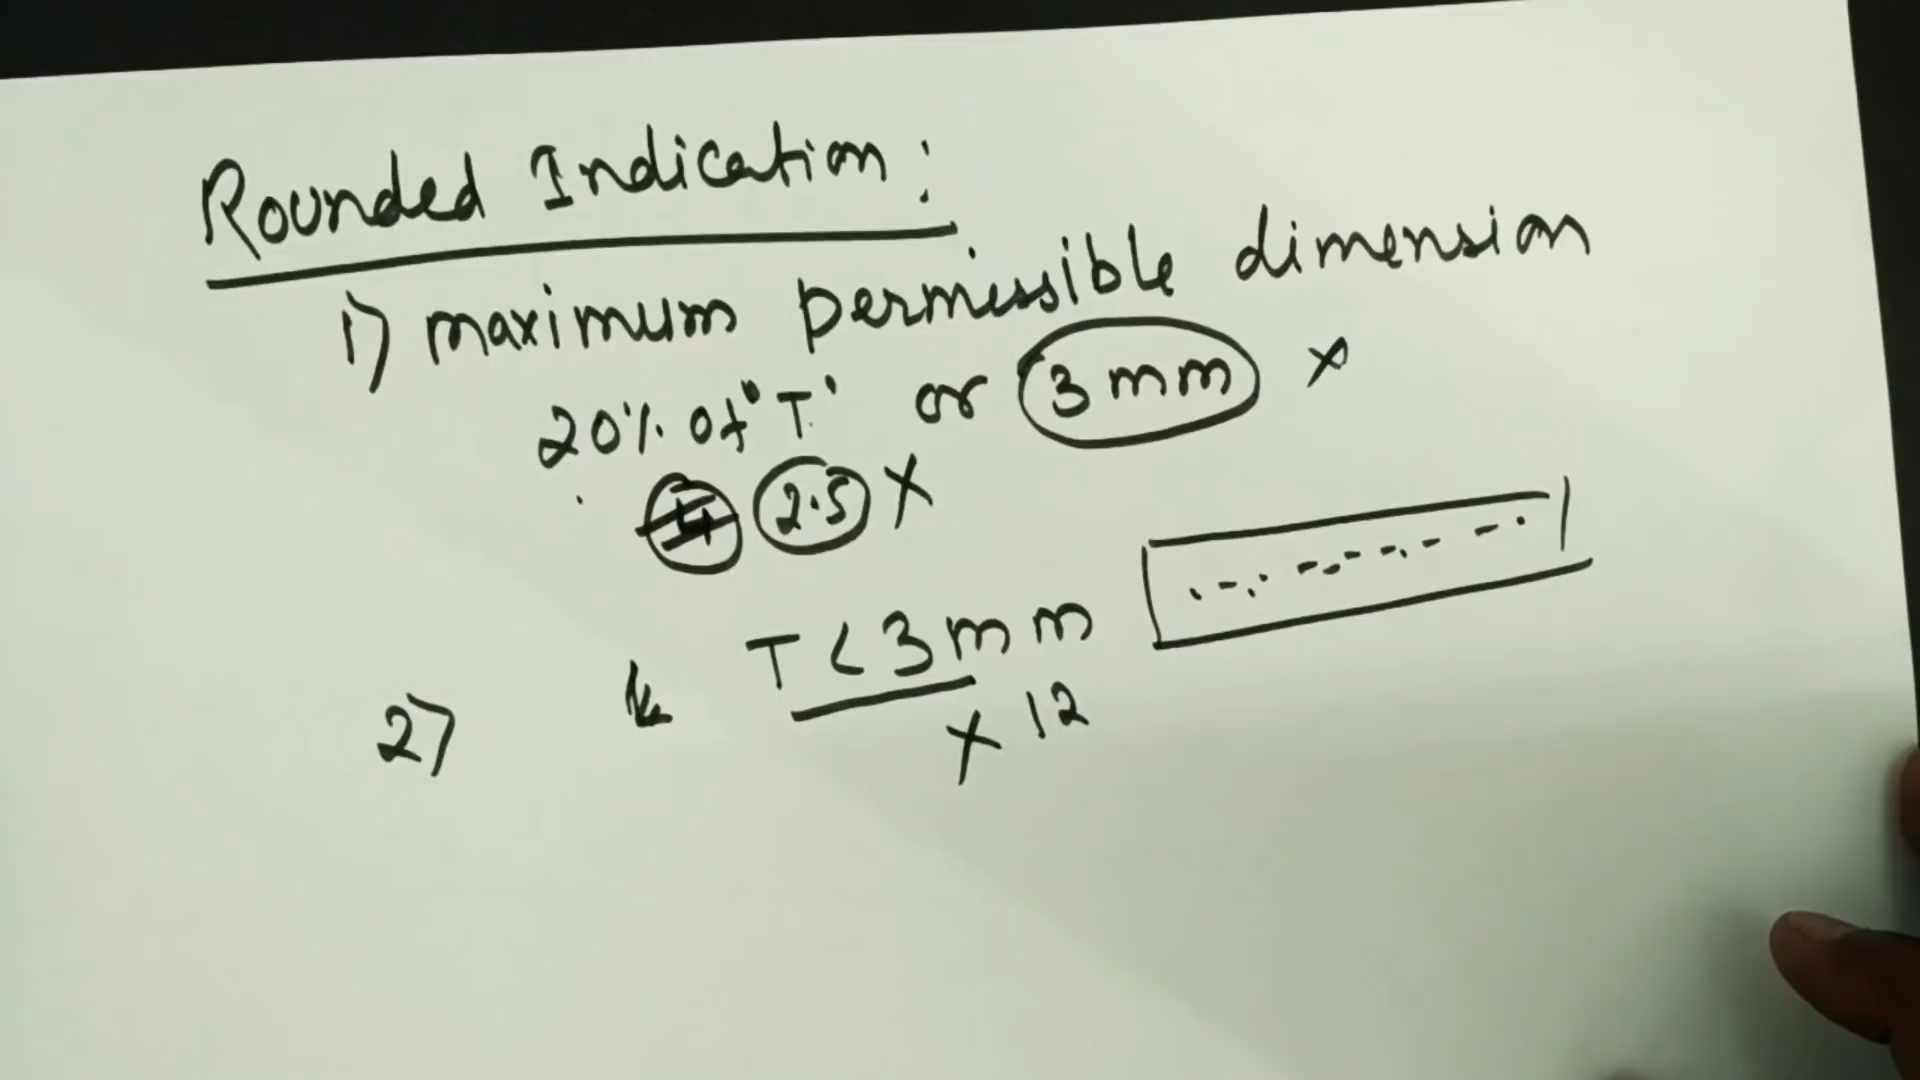 Rounded Indication:
1) maximum permissible dimension
20% of "T" or 3mm ×
2.5 ×
T < 3mm
2)
× 12